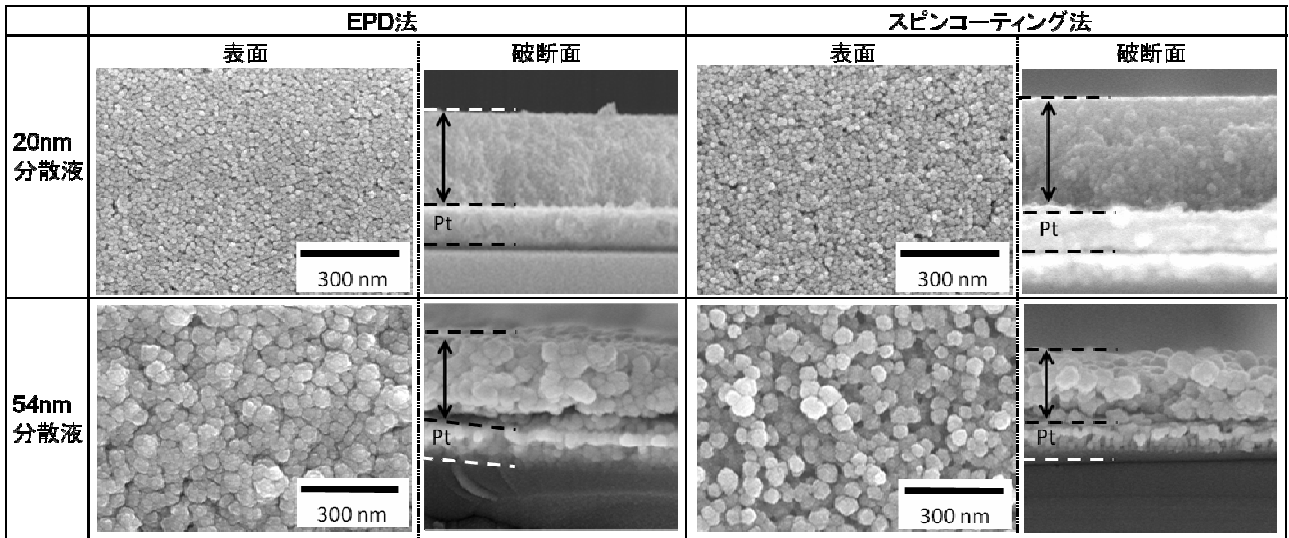 EPD法
スピンコーティング法
表面
破断面
表面
破断面
20nm
分散液
Pt
300 nm
Pt
300 nm
54nm
分散液
Pt
300 nm
Pt
300 nm